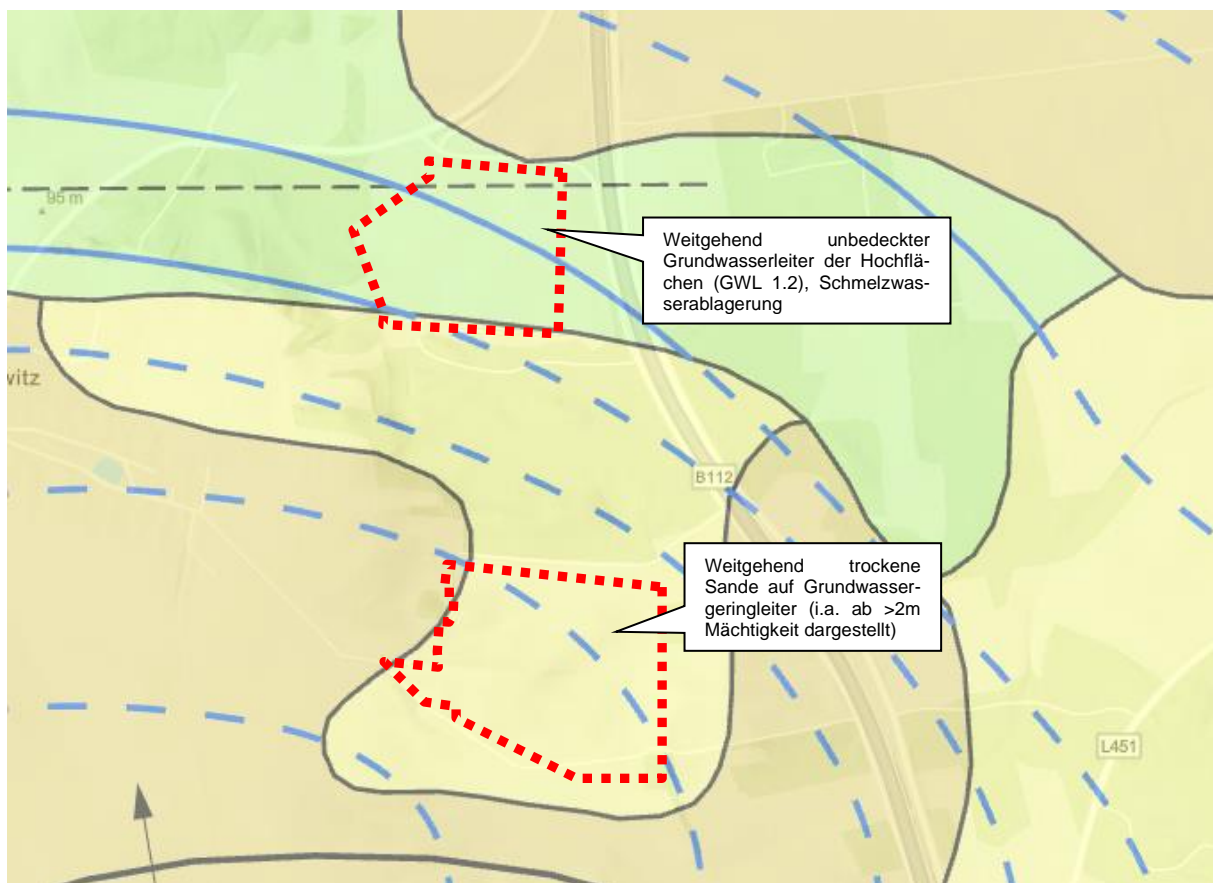 95 m
Weitgehend unbedeckter
Grundwasserleiter der Hochflä-
chen (GWL 1.2), Schmelzwas-
serablagerung
witz
B112
Weitgehend trockene
Sande auf Grundwasser-
geringleiter (i.a. ab >2m
Mächtigkeit dargestellt)
L451